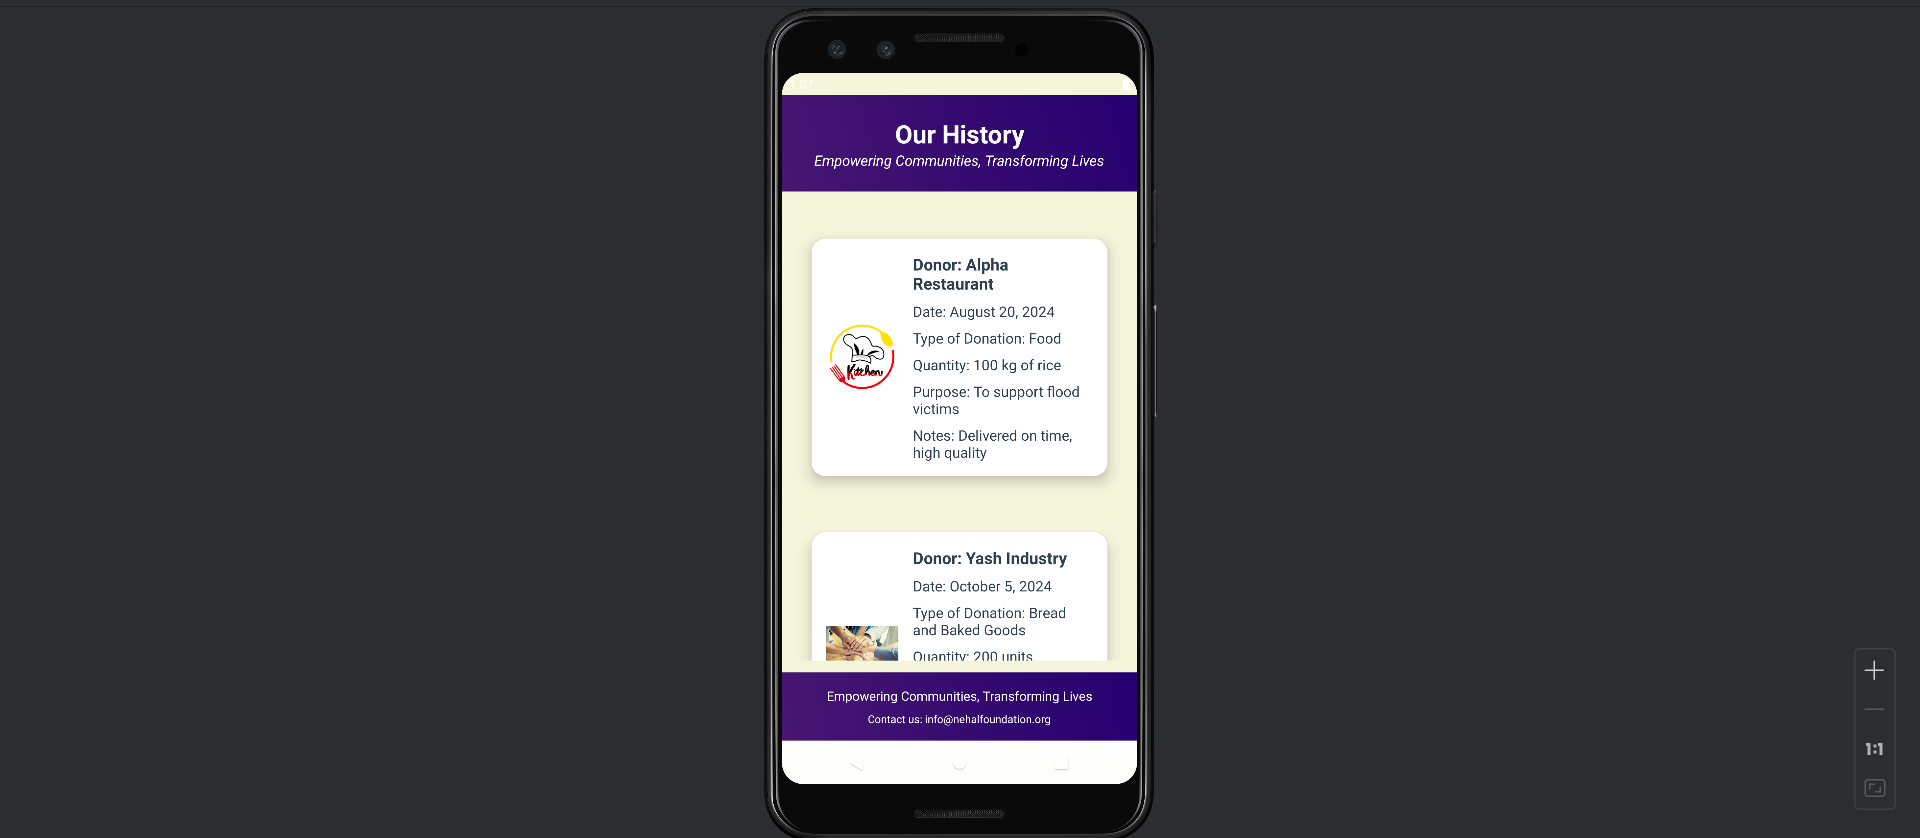 Our History
Empowering Communities, Transforming Lives
Donor: Alpha
Restaurant
Date: August 20, 2024
Type of Donation: Food
Quantity: 100 kg of rice
Purpose: To support flood
victims
Notes: Delivered on time,
high quality
Kitchen
Donor: Yash Industry
Date: October 5, 2024
Type of Donation: Bread
and Baked Goods
Quantity: 200 units
Empowering Communities, Transforming Lives
Contact us: info@nehalfoundation.org
1:1